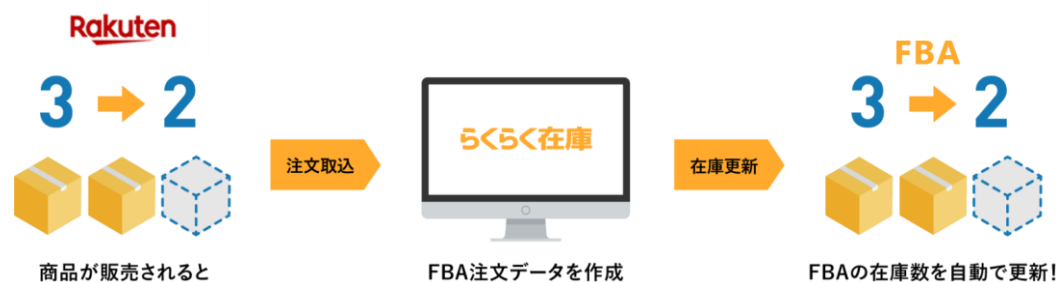 Rakuten
3 → 2
商品が販売されると
注文取込
らくらく在庫
FBA注文データを作成
在庫更新
FBA
3 → 2
FBAの在庫数を自動で更新!